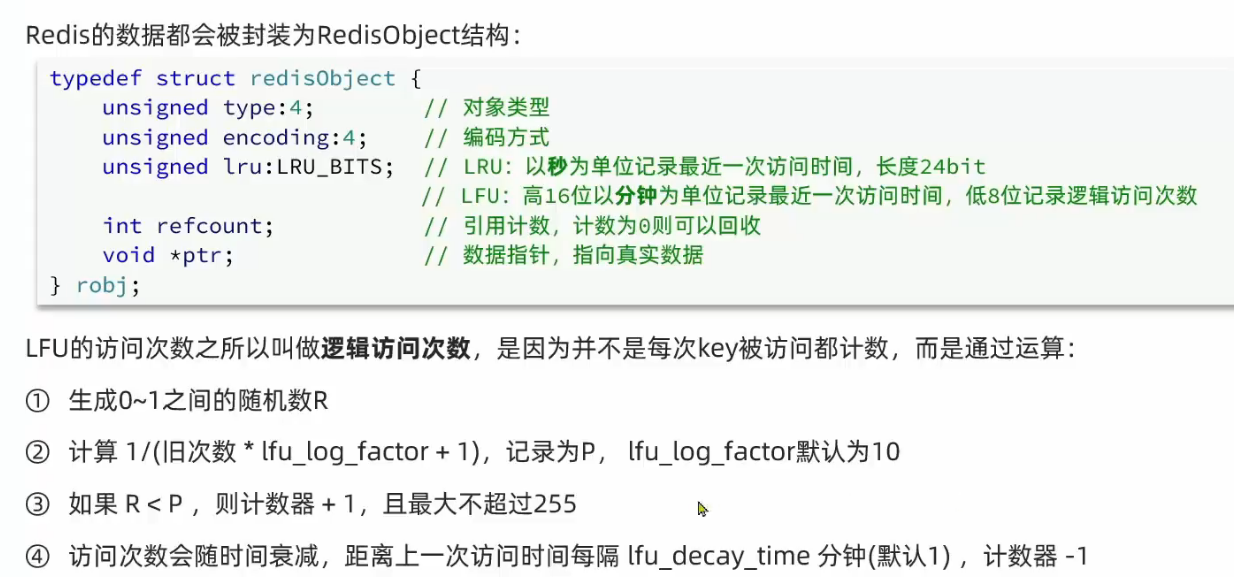 Redis的数据都会被封装为RedisObject结构：
typedef struct redisObject {
    unsigned type:4;         // 对象类型
    unsigned encoding:4;     // 编码方式
    unsigned lru:LRU_BITS;   // LRU：以秒为单位记录最近一次访问时间，长度24bit
                             // LFU：高16位以分钟为单位记录最近一次访问时间，低8位记录逻辑访问次数
    int refcount;            // 引用计数，计数为0则可以回收
    void *ptr;               // 数据指针，指向真实数据
} robj;
LFU的访问次数之所以叫做逻辑访问次数，是因为并不是每次key被访问都计数，而是通过运算：
① 生成0~1之间的随机数R
② 计算 1/(旧次数 * lfu_log_factor + 1)，记录为P， lfu_log_factor默认为10
③ 如果 R < P ，则计数器 + 1，且最大不超过255
④ 访问次数会随时间衰减，距离上一次访问时间每隔 lfu_decay_time 分钟(默认1) ，计数器 -1